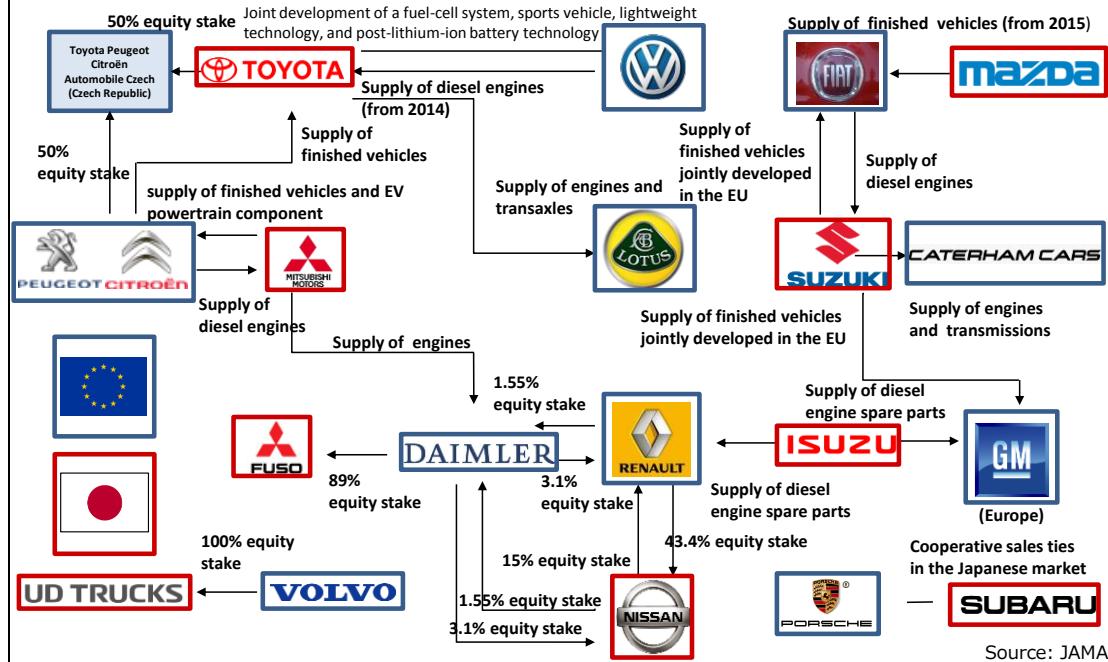 50% equity stake
Joint development of a fuel-cell system, sports vehicle, lightweight
technology, and post-lithium-ion battery technology
Supply of finished vehicles (from 2015)
Toyota Peugeot
Citroën
Automobile Czech
(Czech Republic)
TOYOTA
FIAT
mazda
Supply of diesel engines
(from 2014)
Supply of
finished vehicles
Supply of
finished vehicles
jointly developed
in the EU
Supply of
diesel engines
50%
equity stake
supply of finished vehicles and EV
powertrain component
Supply of engines and
transaxles
PEUGEOT CITROËN
MITSUBISHI
MOTORS
LOTUS
SUZUKI
CATERHAM CARS
Supply of
diesel engines
Supply of finished vehicles
jointly developed in the EU
Supply of engines
and transmissions
Supply of engines
1.55%
equity stake
Supply of diesel
engine spare parts
FUSO
DAIMLER
RENAULT
ISUZU
GM
(Europe)
89%
equity stake
3.1%
equity stake
Supply of diesel
engine spare parts
100% equity
stake
15% equity stake
43.4% equity stake
Cooperative sales ties
in the Japanese market
UD TRUCKS
VOLVO
1.55% equity stake
3.1% equity stake
NISSAN
PORSCHE
SUBARU
Source: JAMA